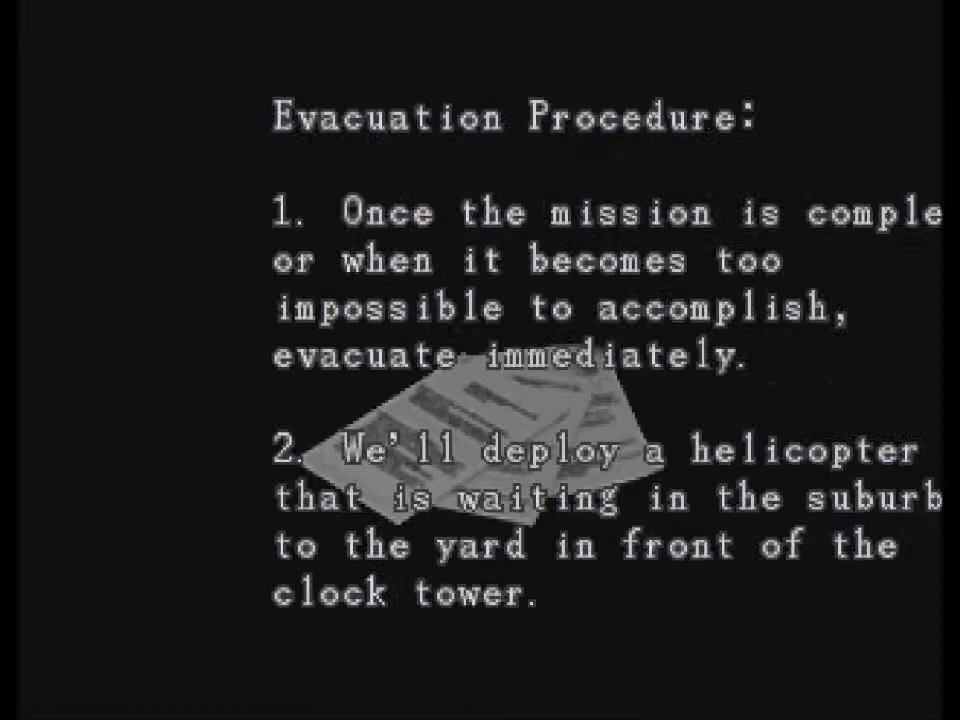 Evacuation Procedure:
1. Once the mission is comple
or when it becomes too
impossible to accomplish,
evacuate immediately.
2. We'll deploy a helicopter
that is waiting in the suburb
to the yard in front of the
clock tower.